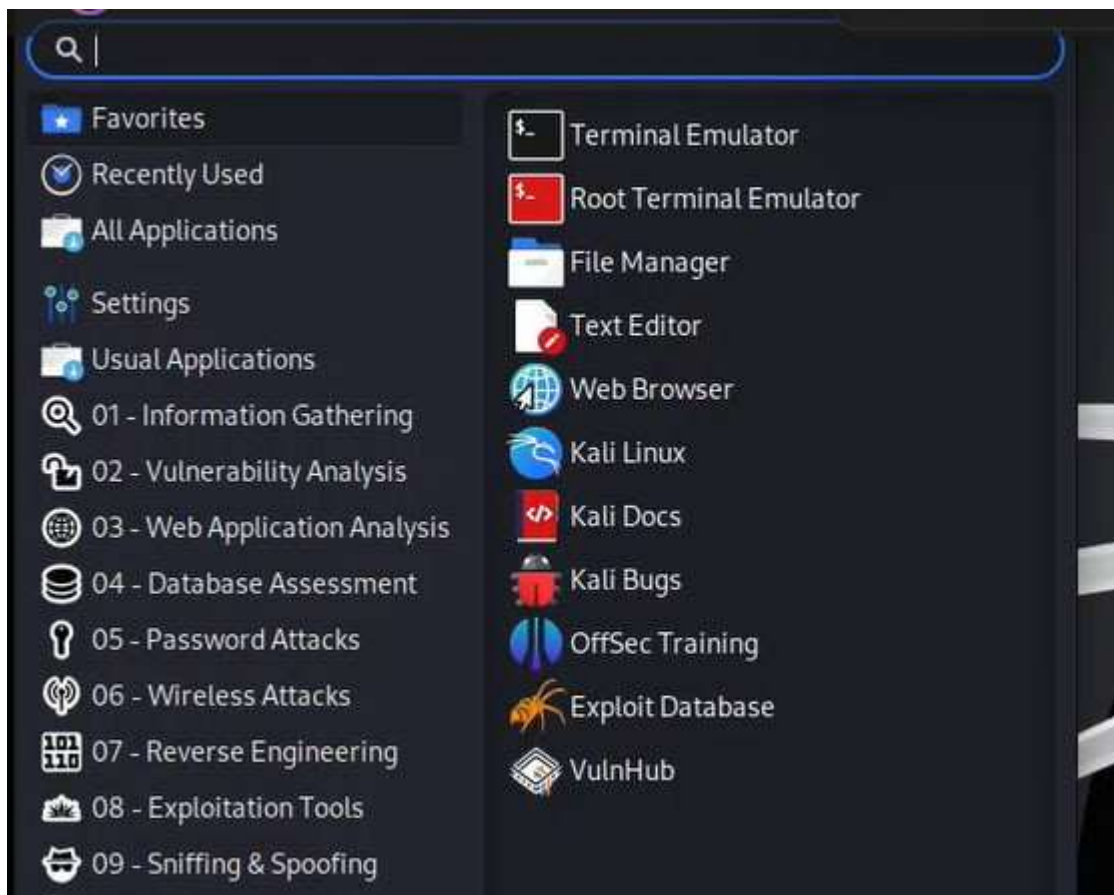 Favorites
Recently Used
All Applications
Settings
Usual Applications
01 - Information Gathering
02 - Vulnerability Analysis
03 - Web Application Analysis
04 - Database Assessment
05 - Password Attacks
06 - Wireless Attacks
07 - Reverse Engineering
08 - Exploitation Tools
09 - Sniffing & Spoofing
$_ Terminal Emulator
$_ Root Terminal Emulator
File Manager
Text Editor
Web Browser
Kali Linux
</> Kali Docs
Kali Bugs
OffSec Training
Exploit Database
VulnHub